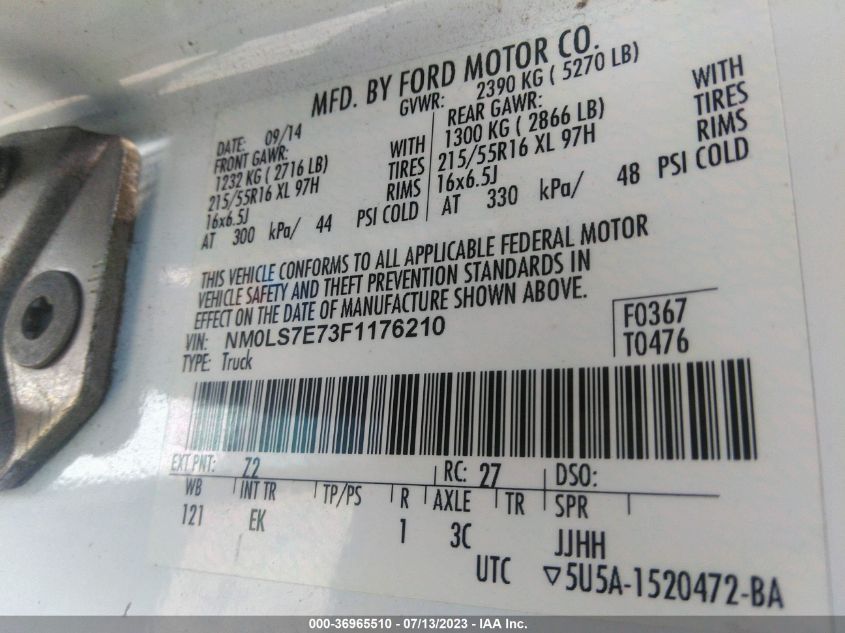 MFD. BY FORD MOTOR CO.
DATE: 09/14 GVWR: 2390 KG ( 5270 LB)
FRONT GAWR: WITH REAR GAWR: WITH
1232 KG ( 2716 LB) TIRES 1300 KG ( 2866 LB) TIRES
215/55R16 XL 97H RIMS 215/55R16 XL 97H RIMS
16x6.5J 16x6.5J
AT 300 kPa/ 44 PSI COLD AT 330 kPa/ 48 PSI COLD
THIS VEHICLE CONFORMS TO ALL APPLICABLE FEDERAL MOTOR
VEHICLE SAFETY AND THEFT PREVENTION STANDARDS IN
EFFECT ON THE DATE OF MANUFACTURE SHOWN ABOVE.
VIN: NM0LS7E73F1176210 F0367
TYPE: Truck T0476
EXT PNT: Z2 RC: 27 DSO:
WB INT TR TP/PS R AXLE TR SPR
121 EK 1 3C JJHH
UTC ▽5U5A-1520472-BA
000-36965510 / 07/13/2023 / IAA Inc.